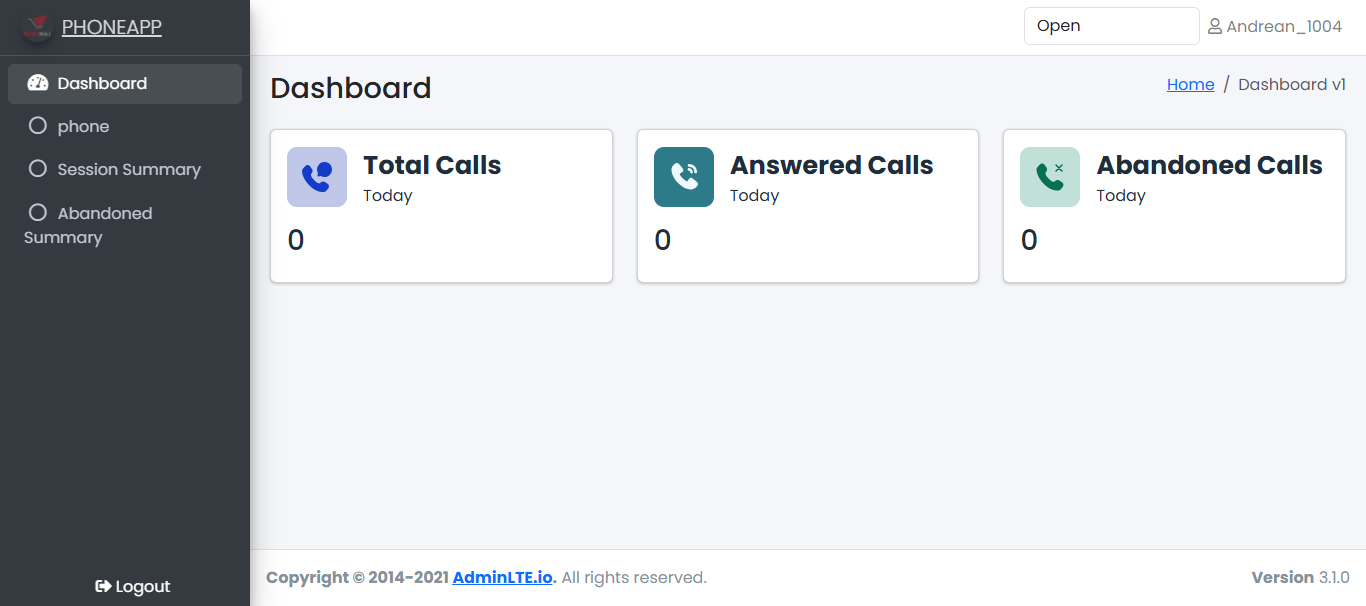 PHONEAPP
Open
Andrean_1004
Dashboard
phone
Session Summary
Abandoned
Summary
Logout
Dashboard
Home / Dashboard v1
Total Calls
Today
0
Answered Calls
Today
0
Abandoned Calls
Today
0
Copyright © 2014-2021 AdminLTE.io. All rights reserved.
Version 3.1.0